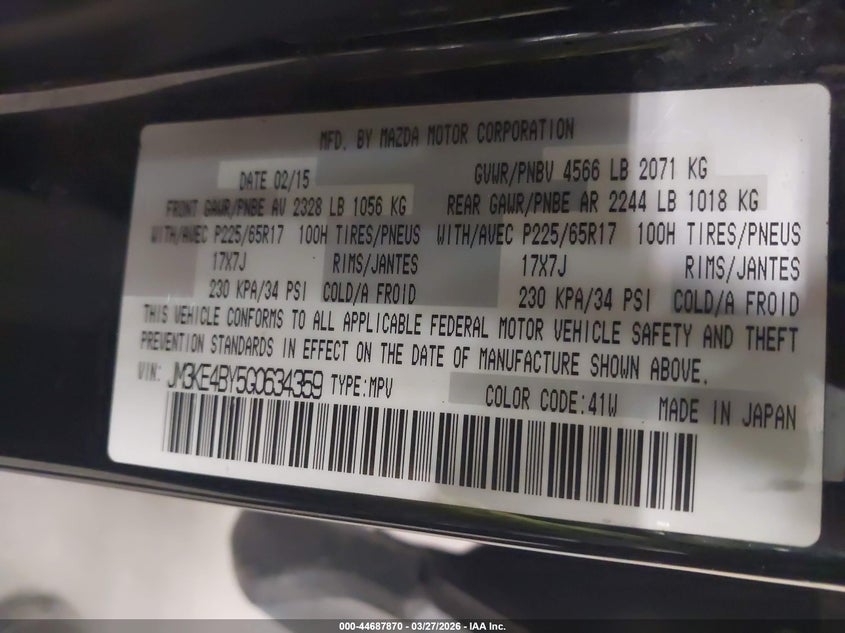 MFD. BY MAZDA MOTOR CORPORATION
DATE 02/15 GVWR/PNBV 4566 LB 2071 KG
FRONT GAWR/PNBE AV 2328 LB 1056 KG REAR GAWR/PNBE AR 2244 LB 1018 KG
WITH/AVEC P225/65R17 100H TIRES/PNEUS WITH/AVEC P225/65R17 100H TIRES/PNEUS
17X7J RIMS/JANTES 17X7J RIMS/JANTES
230 KPA/34 PSI COLD/A FROID 230 KPA/34 PSI COLD/A FROID
THIS VEHICLE CONFORMS TO ALL APPLICABLE FEDERAL MOTOR VEHICLE SAFETY AND THEFT
PREVENTION STANDARDS IN EFFECT ON THE DATE OF MANUFACTURE SHOWN ABOVE.
VIN: JM3KE4BY5G0634359 TYPE:MPV COLOR CODE:41W MADE IN JAPAN
000-44687870 - 03/27/2026 - IAA Inc.